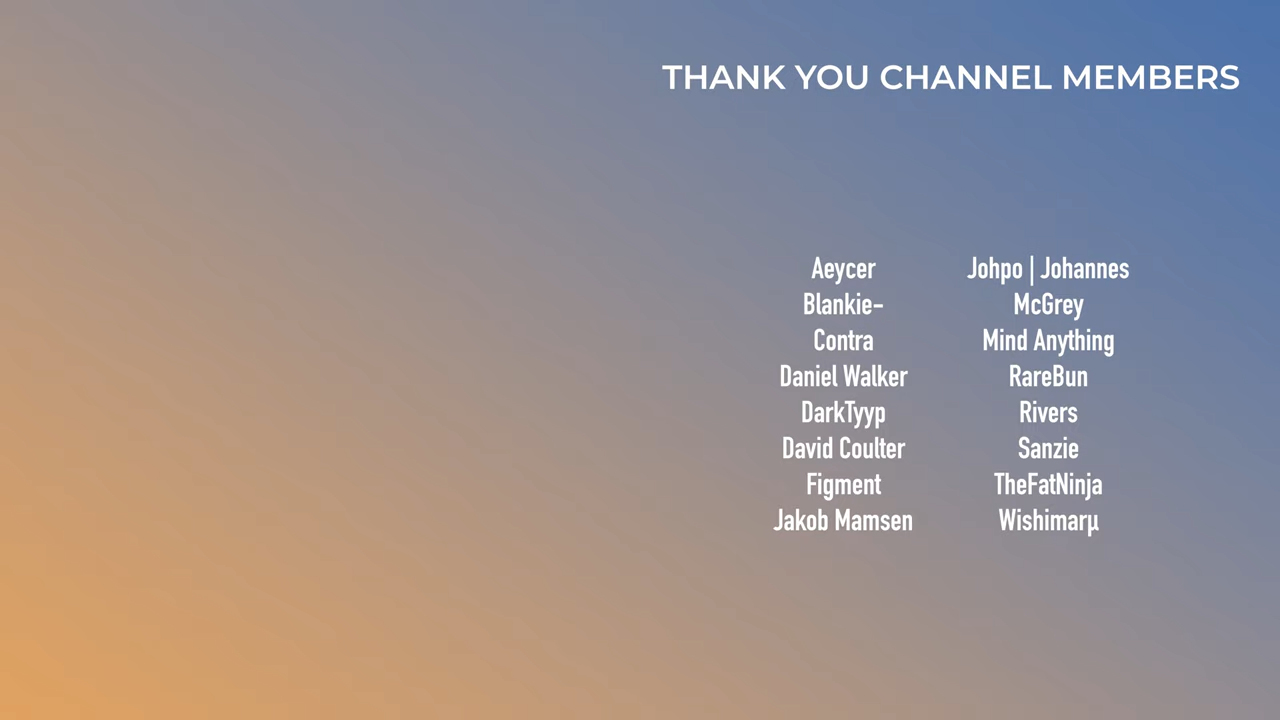 THANK YOU CHANNEL MEMBERS
Aeycer
Blankie-
Contra
Daniel Walker
DarkTyyp
David Coulter
Figment
Jakob Mamsen
Johpo | Johannes
McGrey
Mind Anything
RareBun
Rivers
Sanzie
TheFatNinja
Wishimarµ